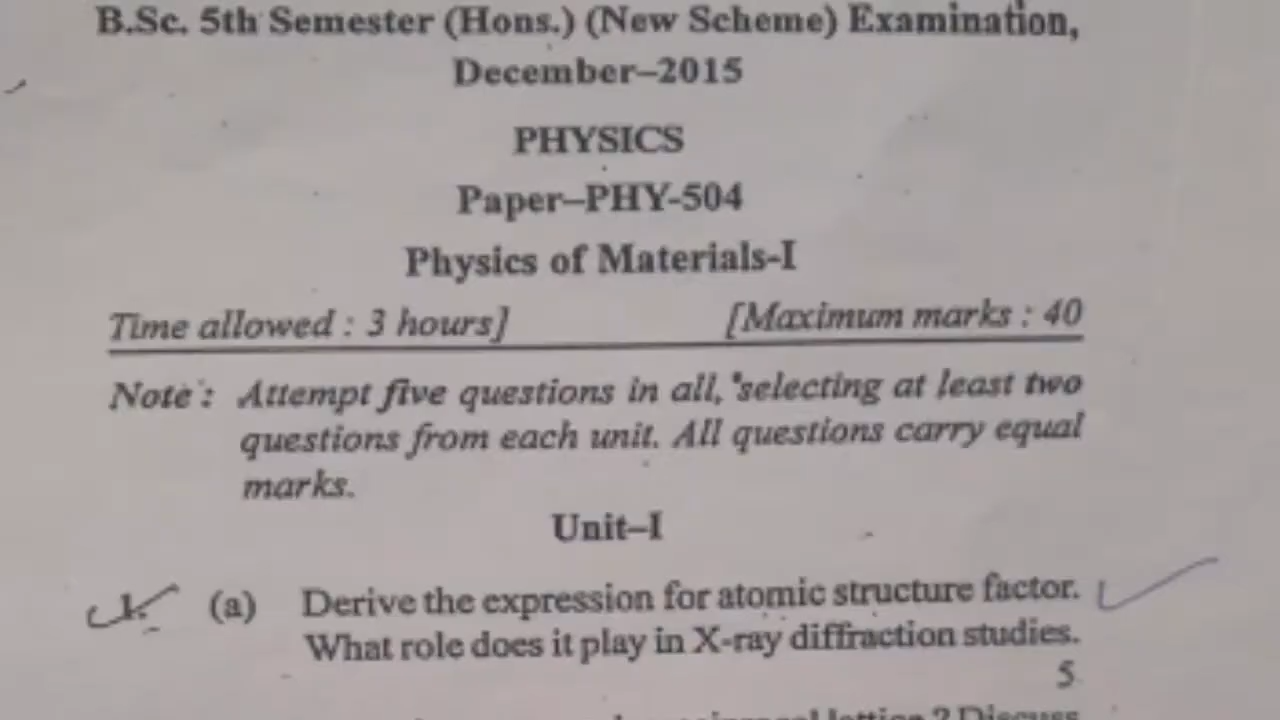 B.Sc. 5th Semester (Hons.) (New Scheme) Examination,
December–2015
PHYSICS
Paper–PHY-504
Physics of Materials-I
Time allowed : 3 hours] [Maximum marks : 40
Note : Attempt five questions in all, selecting at least two
questions from each unit. All questions carry equal
marks.
Unit–I
1. (a) Derive the expression for atomic structure factor.
What role does it play in X-ray diffraction studies.
5
lattice ? Discuss